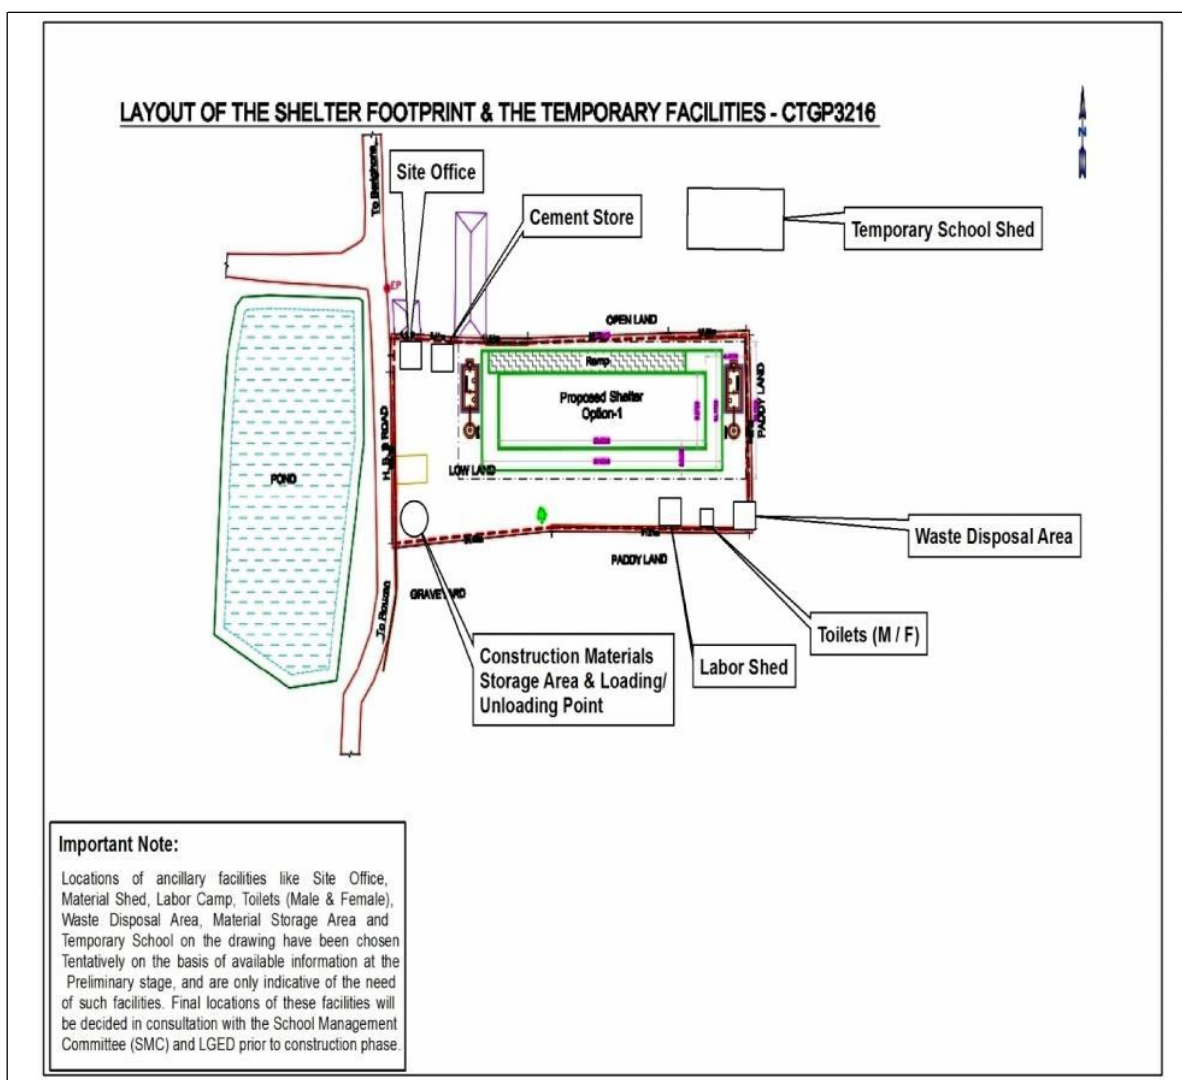 LAYOUT OF THE SHELTER FOOTPRINT & THE TEMPORARY FACILITIES - CTGP3216
N
Site Office
Cement Store
Temporary School Shed
EP
OPEN LAND
Ramp
Proposed Shelter
Option-1
PADDY LAND
H. B. B ROAD
LOW LAND
POND
PADDY LAND
GRAVEYARD
Waste Disposal Area
Toilets (M / F)
Labor Shed
Construction Materials
Storage Area & Loading/
Unloading Point
Important Note:
Locations of ancillary facilities like Site Office,
Material Shed, Labor Camp, Toilets (Male & Female),
Waste Disposal Area, Material Storage Area and
Temporary School on the drawing have been chosen
Tentatively on the basis of available information at the
Preliminary stage, and are only indicative of the need
of such facilities. Final locations of these facilities will
be decided in consultation with the School Management
Committee (SMC) and LGED prior to construction phase.